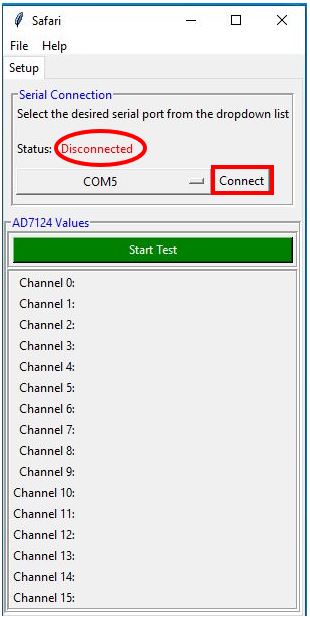 Safari
File Help
Setup
Serial Connection
Select the desired serial port from the dropdown list
Status: Disconnected
COM5 Connect
AD7124 Values
Start Test
Channel 0:
Channel 1:
Channel 2:
Channel 3:
Channel 4:
Channel 5:
Channel 6:
Channel 7:
Channel 8:
Channel 9:
Channel 10:
Channel 11:
Channel 12:
Channel 13:
Channel 14:
Channel 15: